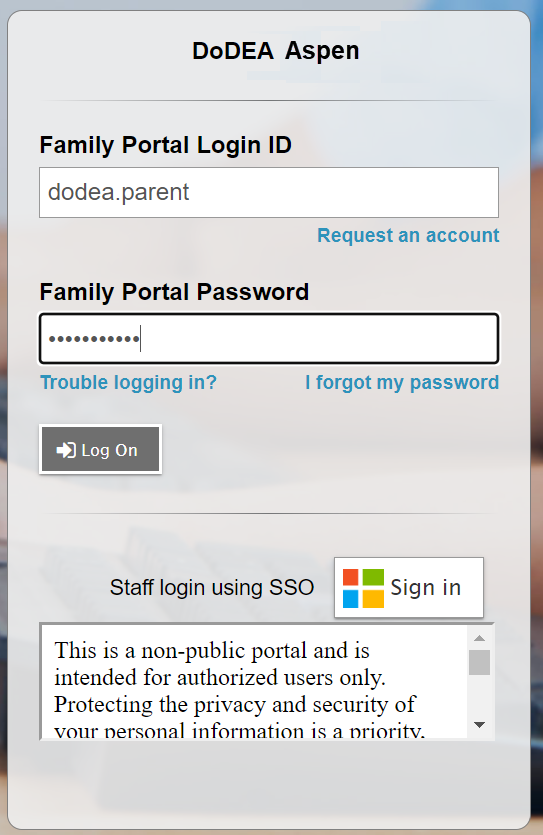 DoDEA Aspen
Family Portal Login ID
dodea.parent
Request an account
Family Portal Password
•••••••••••
Trouble logging in? I forgot my password
Log On
Staff login using SSO Sign in
This is a non-public portal and is
intended for authorized users only.
Protecting the privacy and security of
your personal information is a priority,